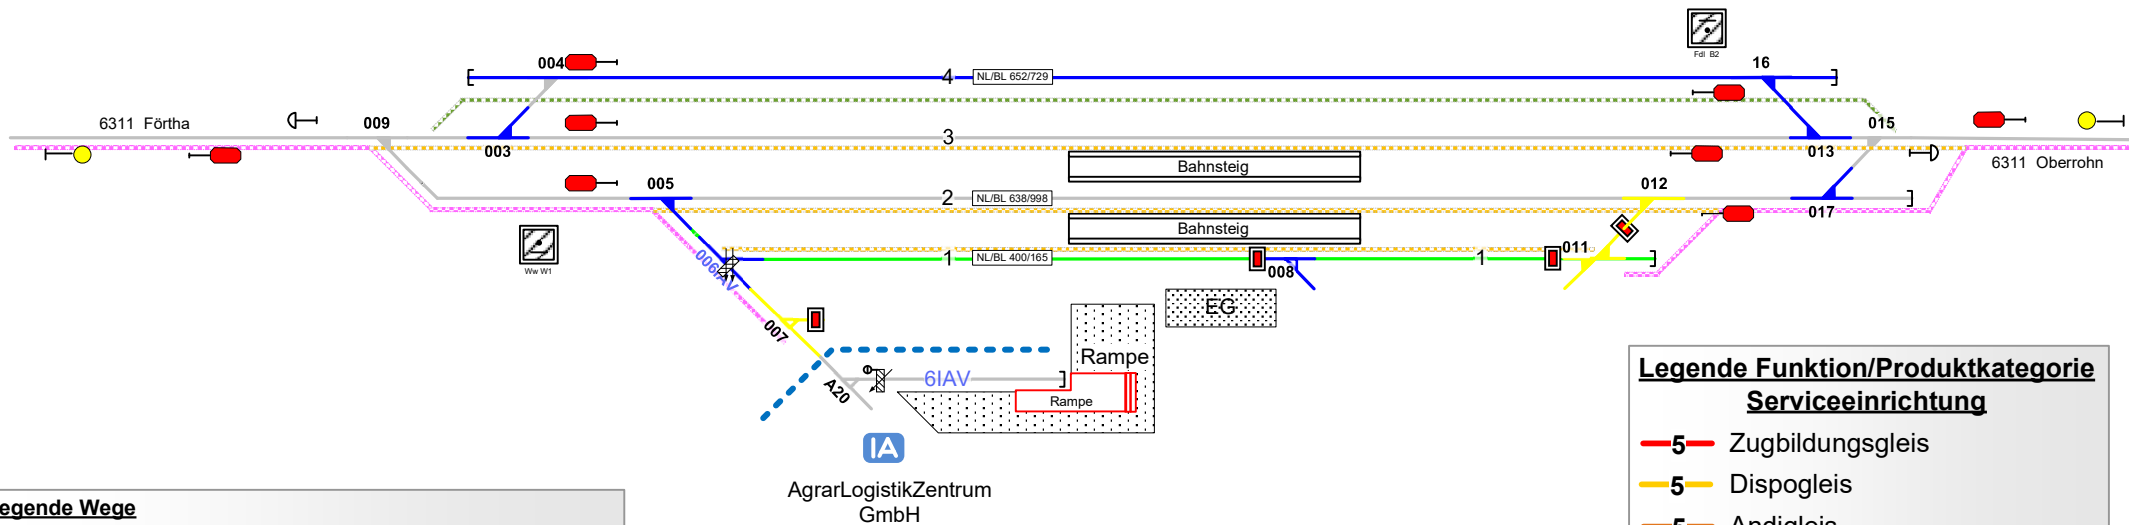 Fdl B2
004
4
NL/BL 652/729
16
6311 Förtha
009
003
3
013
015
6311 Oberrohn
Bahnsteig
005
2
NL/BL 638/998
012
017
Bahnsteig
Ww W1
006IAV
1
NL/BL 400/165
008
1
011
007
EG
Rampe
A20
6IAV
Rampe
IA
AgrarLogistikZentrum
GmbH
Legende Funktion/Produktkategorie
Serviceeinrichtung
5 Zugbildungsgleis
5 Dispogleis
5 Andigleis
egende Wege